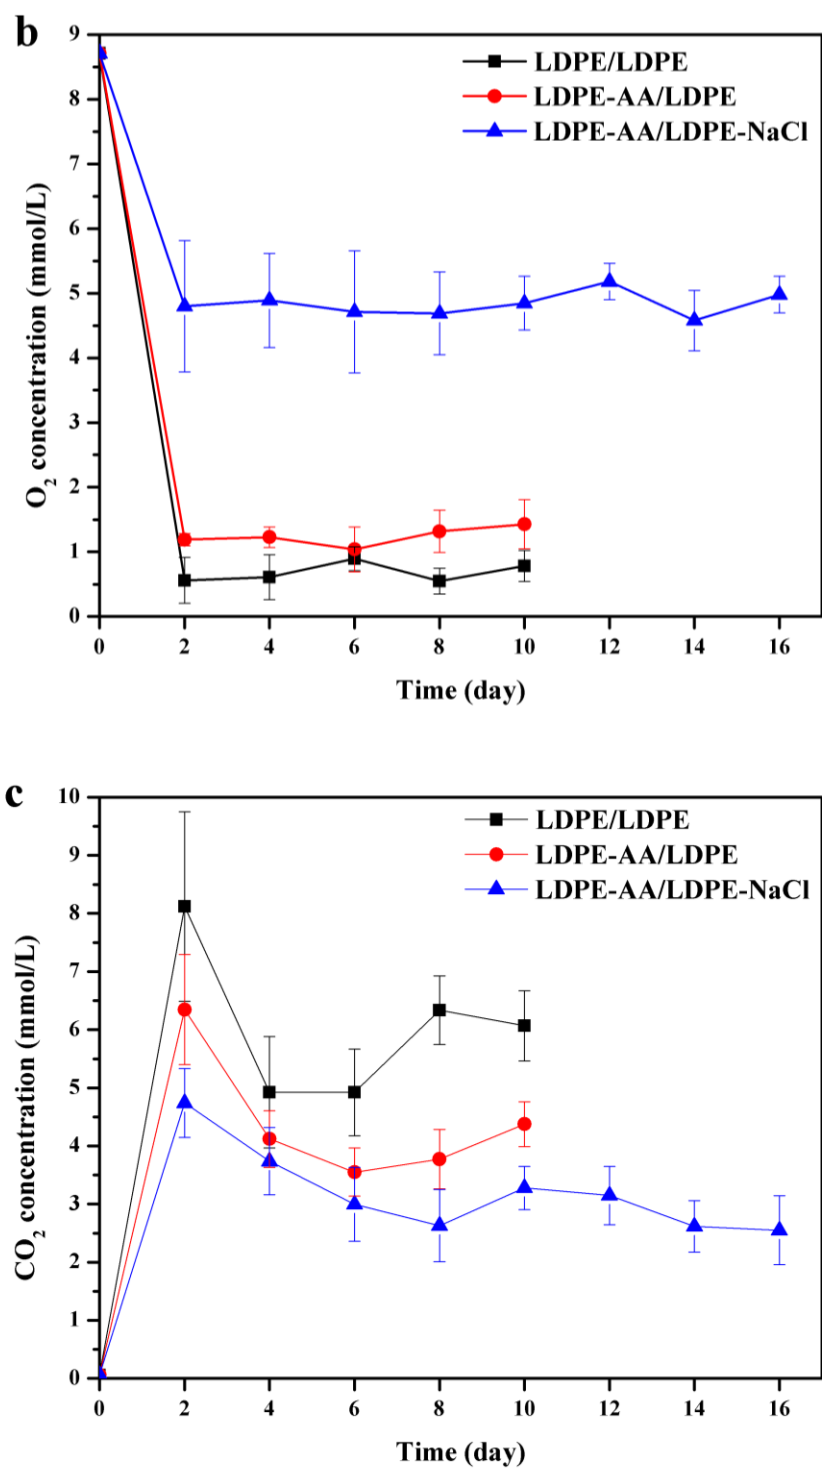 b
9
8
7
6
5
4
3
2
1
0
O2 concentration (mmol/L)
LDPE/LDPE
LDPE-AA/LDPE
LDPE-AA/LDPE-NaCl
0 2 4 6 8 10 12 14 16
Time (day)
c
10
9
8
7
6
5
4
3
2
1
0
CO2 concentration (mmol/L)
LDPE/LDPE
LDPE-AA/LDPE
LDPE-AA/LDPE-NaCl
0 2 4 6 8 10 12 14 16
Time (day)